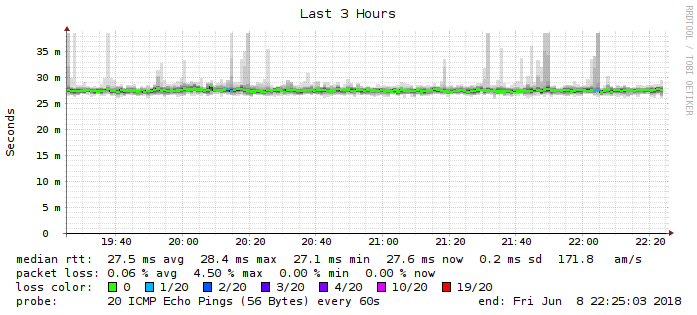 Last 3 Hours
RRDTOOL / TOBI OETIKER
Seconds
35 m
30 m
25 m
20 m
15 m
10 m
5 m
0
19:40 20:00 20:20 20:40 21:00 21:20 21:40 22:00 22:20
median rtt: 27.5 ms avg 28.4 ms max 27.1 ms min 27.6 ms now 0.2 ms sd 171.8 am/s
packet loss: 0.06 % avg 4.50 % max 0.00 % min 0.00 % now
loss color: 0 1/20 2/20 3/20 4/20 10/20 19/20
probe: 20 ICMP Echo Pings (56 Bytes) every 60s end: Fri Jun 8 22:25:03 2018